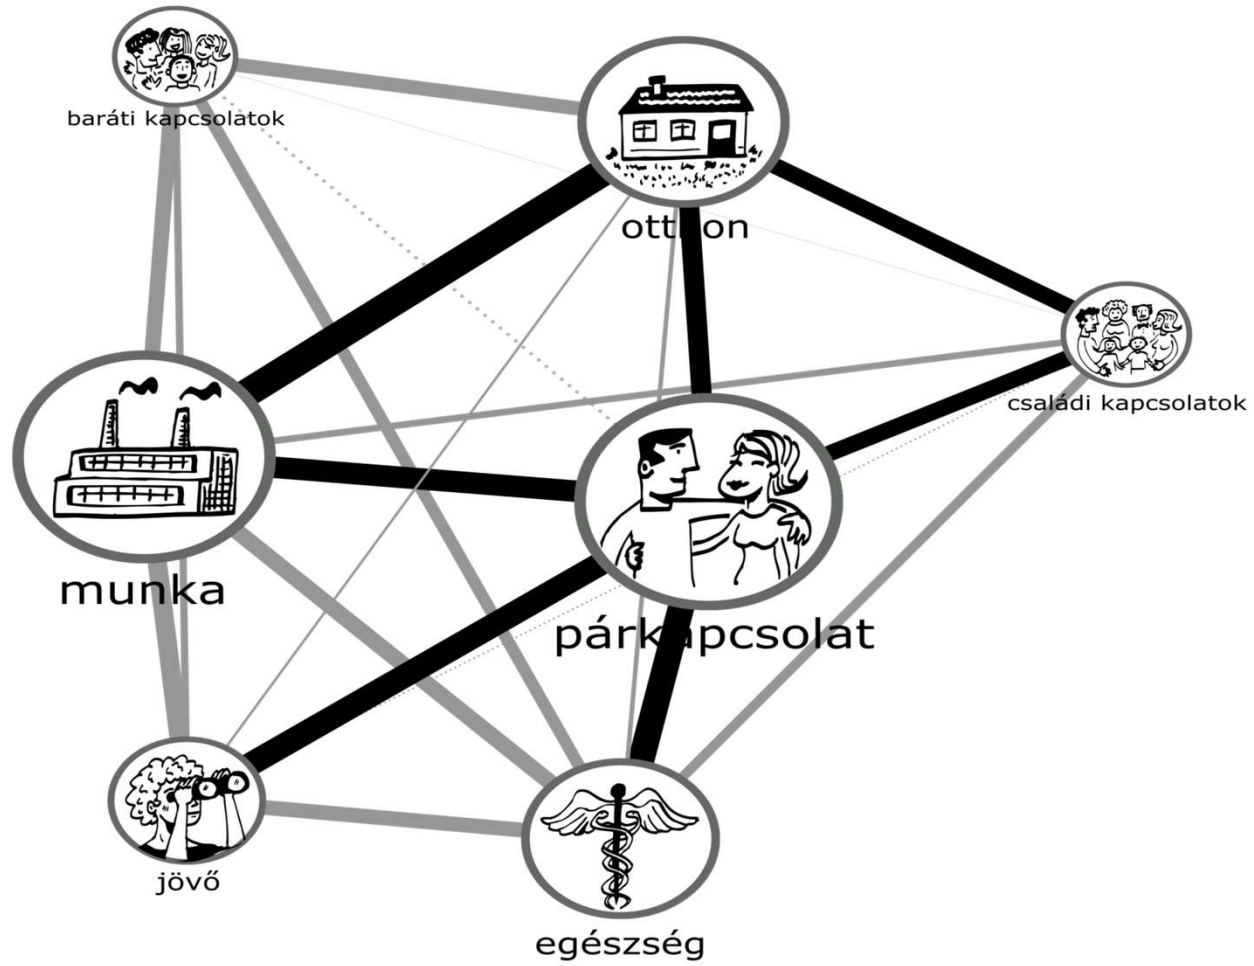 baráti kapcsolatok
otthon
családi kapcsolatok
munka
párkapcsolat
jövő
egészség